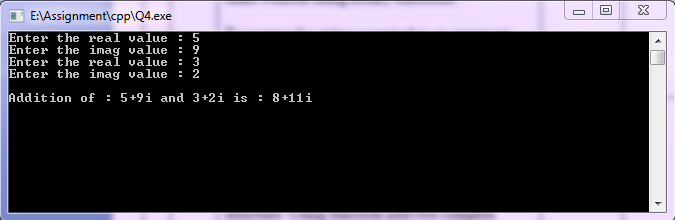 E:\Assignment\cpp\Q4.exe
Enter the real value : 5
Enter the imag value : 9
Enter the real value : 3
Enter the imag value : 2
Addition of : 5+9i and 3+2i is : 8+11i